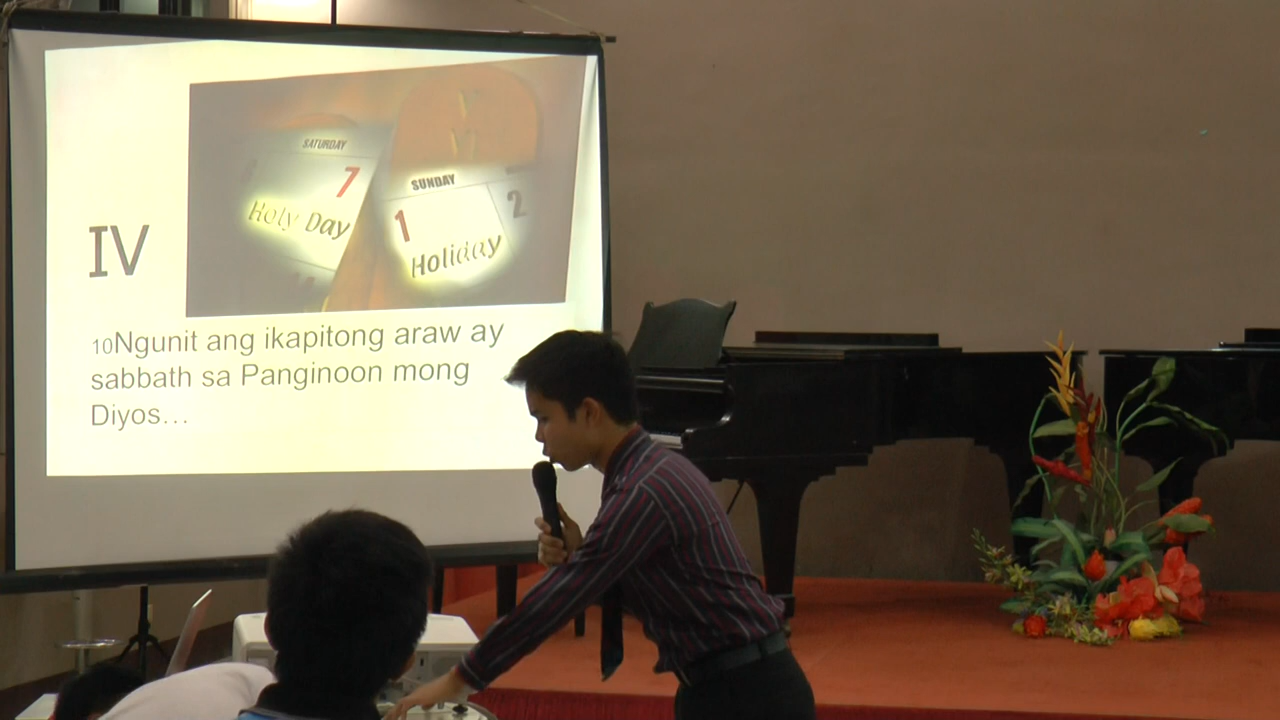 SATURDAY
7
Holy Day
SUNDAY
1
2
Holiday
IV
10Ngunit ang ikapitong araw ay
sabbath sa Panginoon mong
Diyos...